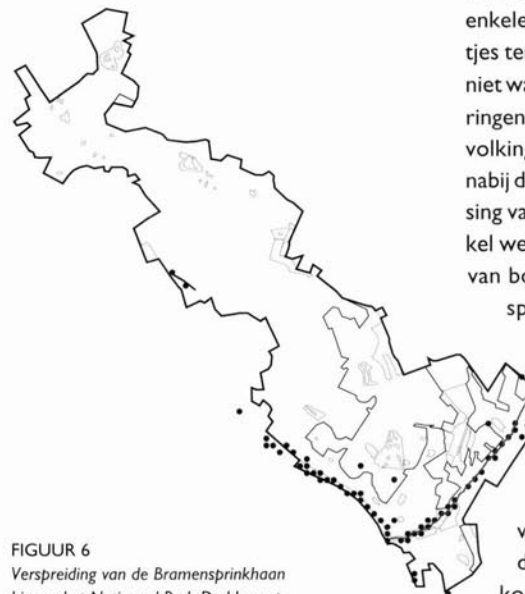 enkele
tjes te
niet wa
ringen
volking
nabij d
sing va
kel we
van bo
sp
v
d
ko
FIGUUR 6
Verspreiding van de Bramensprinkhaan